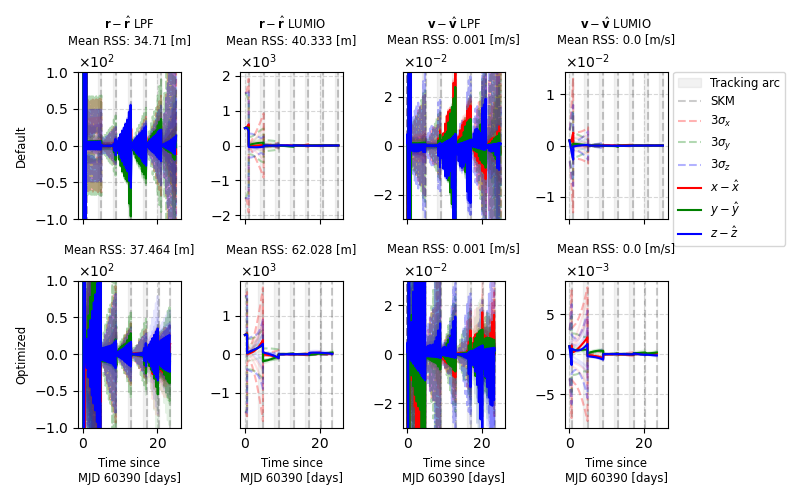 r − r̂ LPF
Mean RSS: 34.71 [m]
r − r̂ LUMIO
Mean RSS: 40.333 [m]
v − v̂ LPF
Mean RSS: 0.001 [m/s]
v − v̂ LUMIO
Mean RSS: 0.0 [m/s]
Default
×10²
1.0
0.5
0.0
−0.5
−1.0
×10³
2
1
0
−1
−2
×10⁻²
2
0
−2
×10⁻²
1
0
−1
Tracking arc
SKM
3σₓ
3σ_y
3σ_z
x − x̂
y − ŷ
z − ẑ
Mean RSS: 37.464 [m]
Mean RSS: 62.028 [m]
Mean RSS: 0.001 [m/s]
Mean RSS: 0.0 [m/s]
Optimized
×10²
1.0
0.5
0.0
−0.5
−1.0
0
20
Time since
MJD 60390 [days]
×10³
1
0
−1
0
20
Time since
MJD 60390 [days]
×10⁻²
2
0
−2
0
20
Time since
MJD 60390 [days]
×10⁻³
5
0
−5
0
20
Time since
MJD 60390 [days]